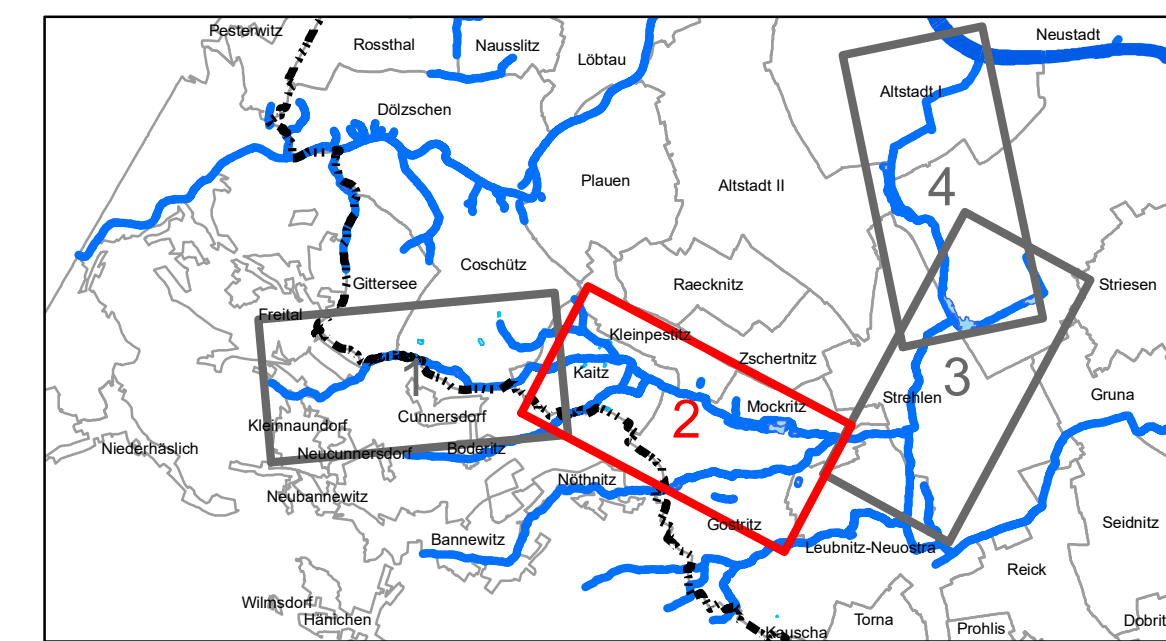 Pesterwitz
Rossthal
Nausslitz
Löbtau
Neustadt
Altstadt I
Dölzschen
Plauen
Altstadt II
4
Coschütz
Gittersee
Raecknitz
Striesen
Freital
Kleinpestitz
Zschertnitz
Kaitz
1
3
Strehlen
Gruna
Mockritz
2
Cunnersdorf
Kleinnaundorf
Niederhäslich
Neucunnersdorf
Boderitz
Nöthnitz
Neubannewitz
Gostritz
Seidnitz
Bannewitz
Leubnitz-Neuostra
Reick
Wilmsdorf
Hänichen
Torna
Prohlis
Dobrit
Kauscha